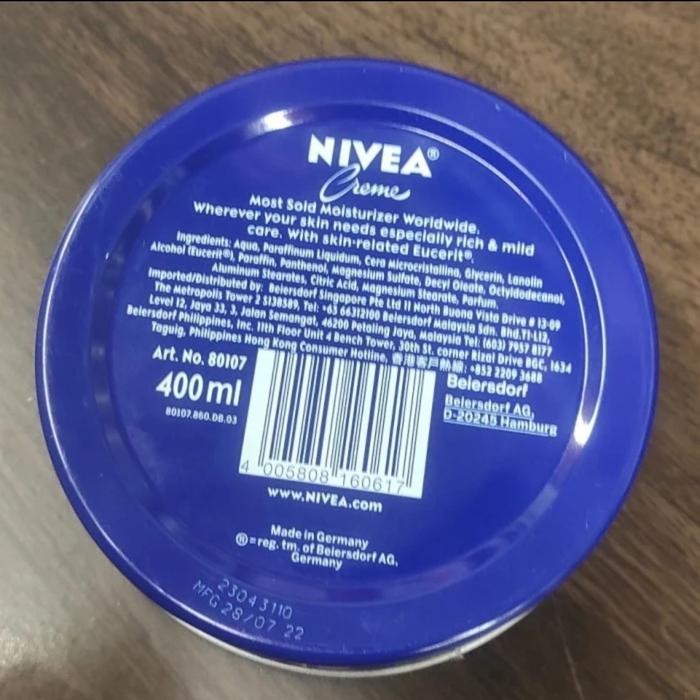 NIVEA®
Creme
Most Sold Moisturizer Worldwide.
Wherever your skin needs especially rich & mild
care. With skin-related Eucerit®.
Ingredients: Aqua, Paraffinum Liquidum, Cera Microcristallina, Glycerin, Lanolin
Alcohol (Eucerit®), Paraffin, Panthenol, Magnesium Sulfate, Decyl Oleate, Octyldodecanol,
Aluminum Stearates, Citric Acid, Magnesium Stearate, Parfum.
Imported/Distributed by: Beiersdorf Singapore Pte Ltd 11 North Buona Vista Drive # 13-09
The Metropolis Tower 2 S138589, Tel: +63 66312100 Beiersdorf Malaysia Sdn. Bhd.T1-L12,
Level 12, Jaya 33, 3, Jalan Semangat, 46200 Petaling Jaya, Malaysia Tel: (603) 7957 8177
Beiersdorf Philippines, Inc. 11th Floor Unit 4 Bench Tower, 30th St. corner Rizal Drive BGC, 1634
Taguig, Philippines Hong Kong Consumer Hotline, 香港客戶熱線: +852 2209 3688
Art. No. 80107
400 ml
80107.860.DB.03
Beiersdorf
Beiersdorf AG,
D-20245 Hamburg
4 005808 160617
www.NIVEA.com
Made in Germany
® = reg. tm. of Beiersdorf AG,
Germany
23043110
MFG 28/07 22